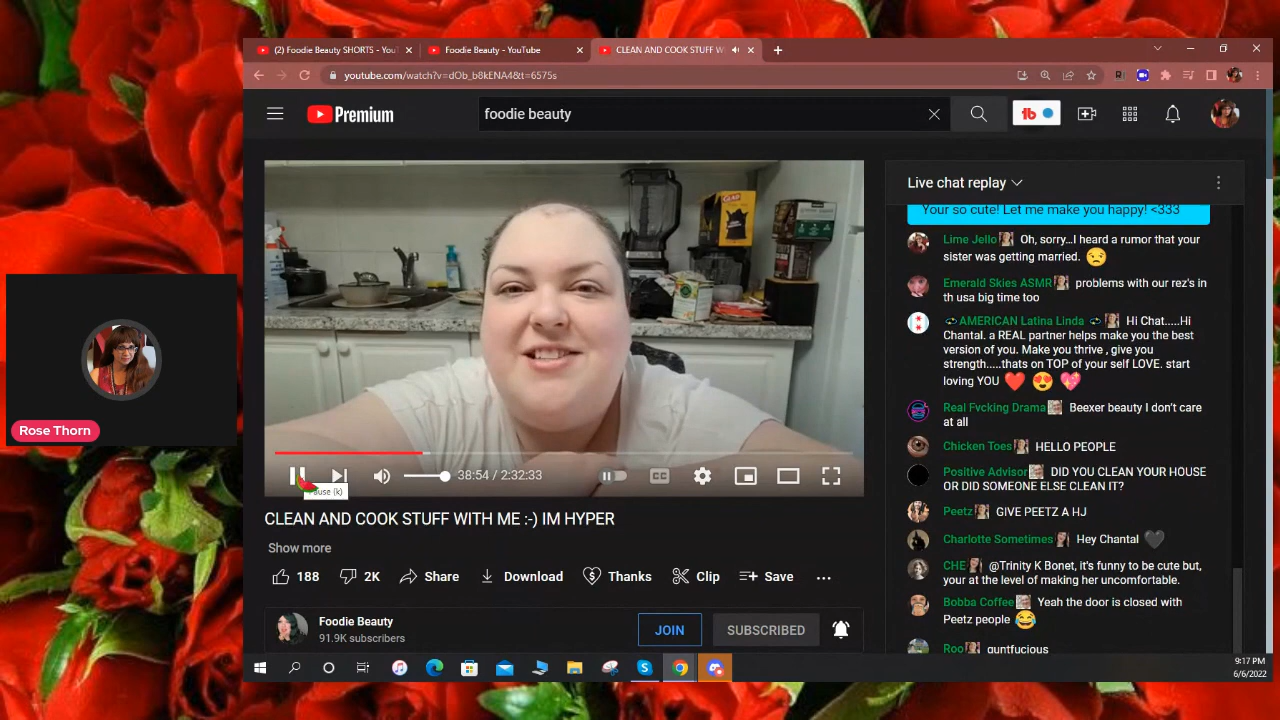 (2) Foodie Beauty SHORTS - YouT
Foodie Beauty - YouTube
CLEAN AND COOK STUFF W
youtube.com/watch?v=dOb_b8kENA4&t=6575s
Premium
foodie beauty
tb
Live chat replay
Your so cute! Let me make you happy! <333
Lime Jello Oh, sorry...I heard a rumor that your
sister was getting married. 😒
Emerald Skies ASMR problems with our rez's in
th usa big time too
AMERICAN Latina Linda Hi Chat.....Hi
Chantal. a REAL partner helps make you the best
version of you. Make you thrive , give you
strength.....thats on TOP of your self LOVE. start
loving YOU ❤️ 😍 💖
Real Fvcking Drama Beexer beauty I don't care
at all
Chicken Toes HELLO PEOPLE
Positive Advisor DID YOU CLEAN YOUR HOUSE
OR DID SOMEONE ELSE CLEAN IT?
Peetz GIVE PEETZ A HJ
Charlotte Sometimes Hey Chantal 🖤
CHE @Trinity K Bonet, it's funny to be cute but,
your at the level of making her uncomfortable.
Bobba Coffee Yeah the door is closed with
Peetz people 😂
Roo guntfucious
GLAD
38:54 / 2:32:33
CC
Pause (k)
Rose Thorn
CLEAN AND COOK STUFF WITH ME :-) IM HYPER
Show more
188
2K
Share
Download
Thanks
Clip
Save
Foodie Beauty
91.9K subscribers
JOIN
SUBSCRIBED
9:17 PM
6/6/2022